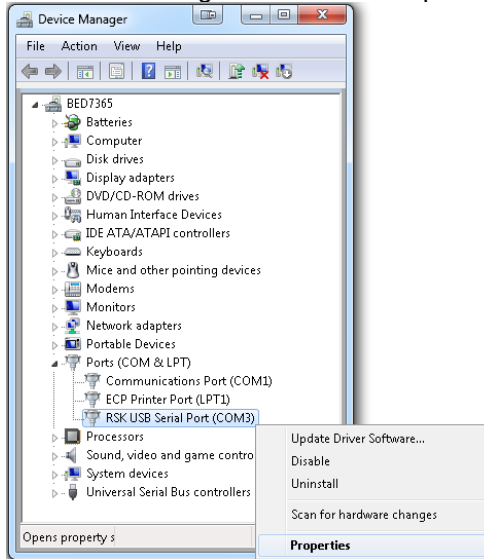 Device Manager
File Action View Help
BED7365
Batteries
Computer
Disk drives
Display adapters
DVD/CD-ROM drives
Human Interface Devices
IDE ATA/ATAPI controllers
Keyboards
Mice and other pointing devices
Modems
Monitors
Network adapters
Portable Devices
Ports (COM & LPT)
Communications Port (COM1)
ECP Printer Port (LPT1)
RSK USB Serial Port (COM3)
Processors
Sound, video and game contro
System devices
Universal Serial Bus controllers
Update Driver Software...
Disable
Uninstall
Scan for hardware changes
Properties
Opens property s